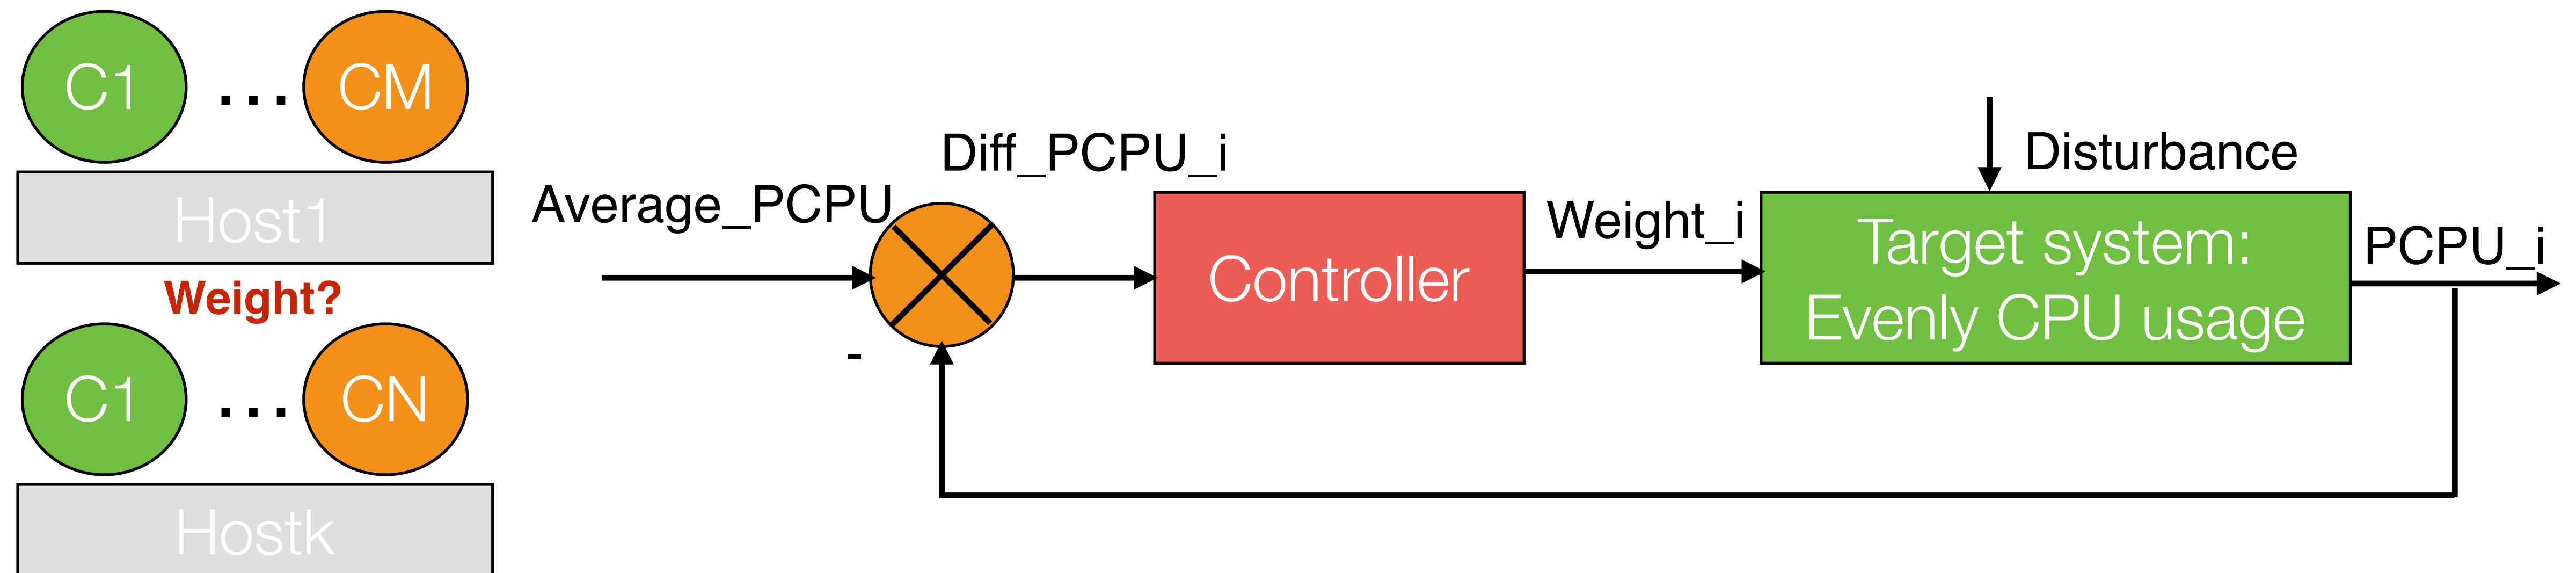 C1 ... CM
Host1
Weight?
C1 ... CN
Hostk
Average_PCPU
Diff_PCPU_i
-
Controller
Weight_i
Disturbance
Target system:
Evenly CPU usage
PCPU_i